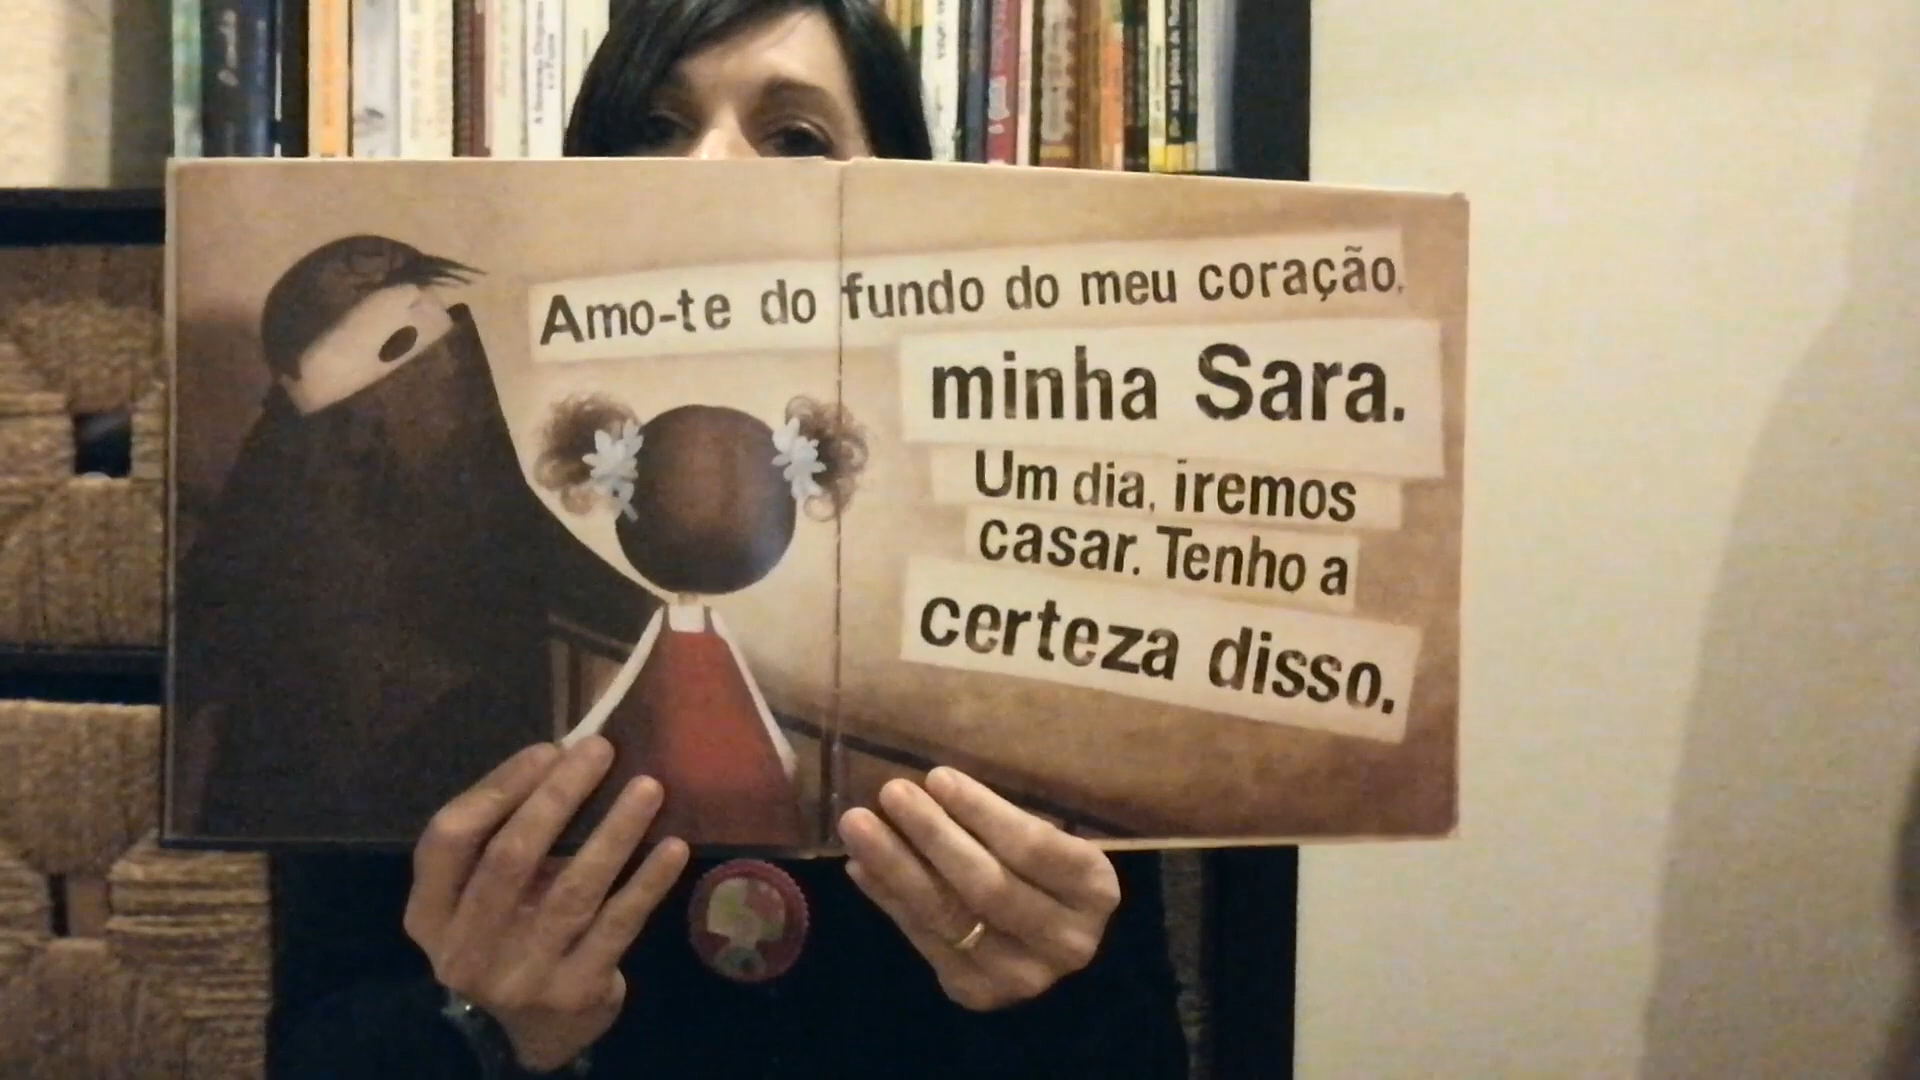 Amo-te do fundo do meu coração,
minha Sara.
Um dia, iremos
casar. Tenho a
certeza disso.